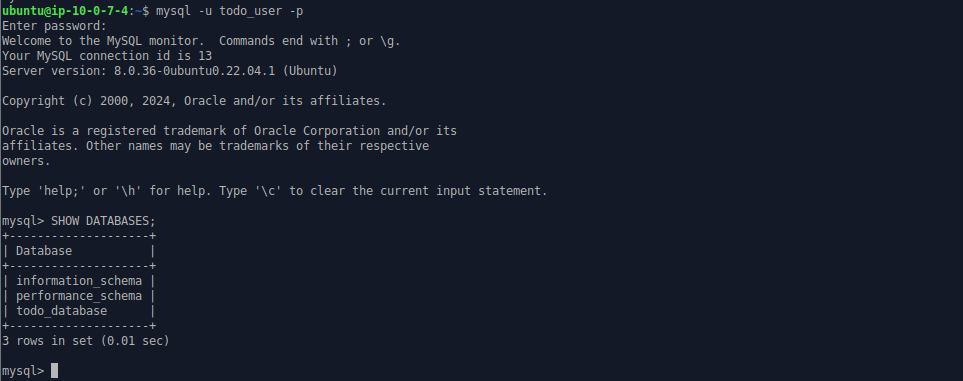 ubuntu@ip-10-0-7-4:~$ mysql -u todo_user -p
Enter password:
Welcome to the MySQL monitor.  Commands end with ; or \g.
Your MySQL connection id is 13
Server version: 8.0.36-0ubuntu0.22.04.1 (Ubuntu)

Copyright (c) 2000, 2024, Oracle and/or its affiliates.

Oracle is a registered trademark of Oracle Corporation and/or its
affiliates. Other names may be trademarks of their respective
owners.

Type 'help;' or '\h' for help. Type '\c' to clear the current input statement.

mysql> SHOW DATABASES;
+--------------------+
| Database           |
+--------------------+
| information_schema |
| performance_schema |
| todo_database      |
+--------------------+
3 rows in set (0.01 sec)

mysql>